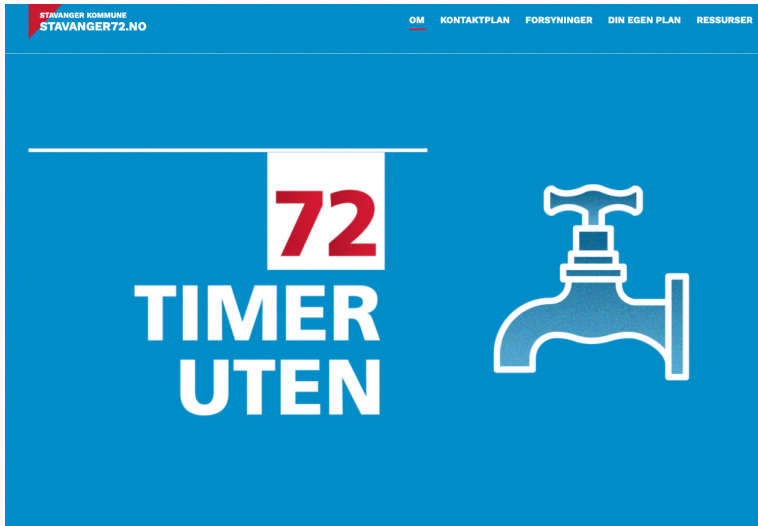 STAVANGER KOMMUNE
STAVANGER72.NO
OM KONTAKTPLAN FORSYNINGER DIN EGEN PLAN RESSURSER
72
TIMER
UTEN